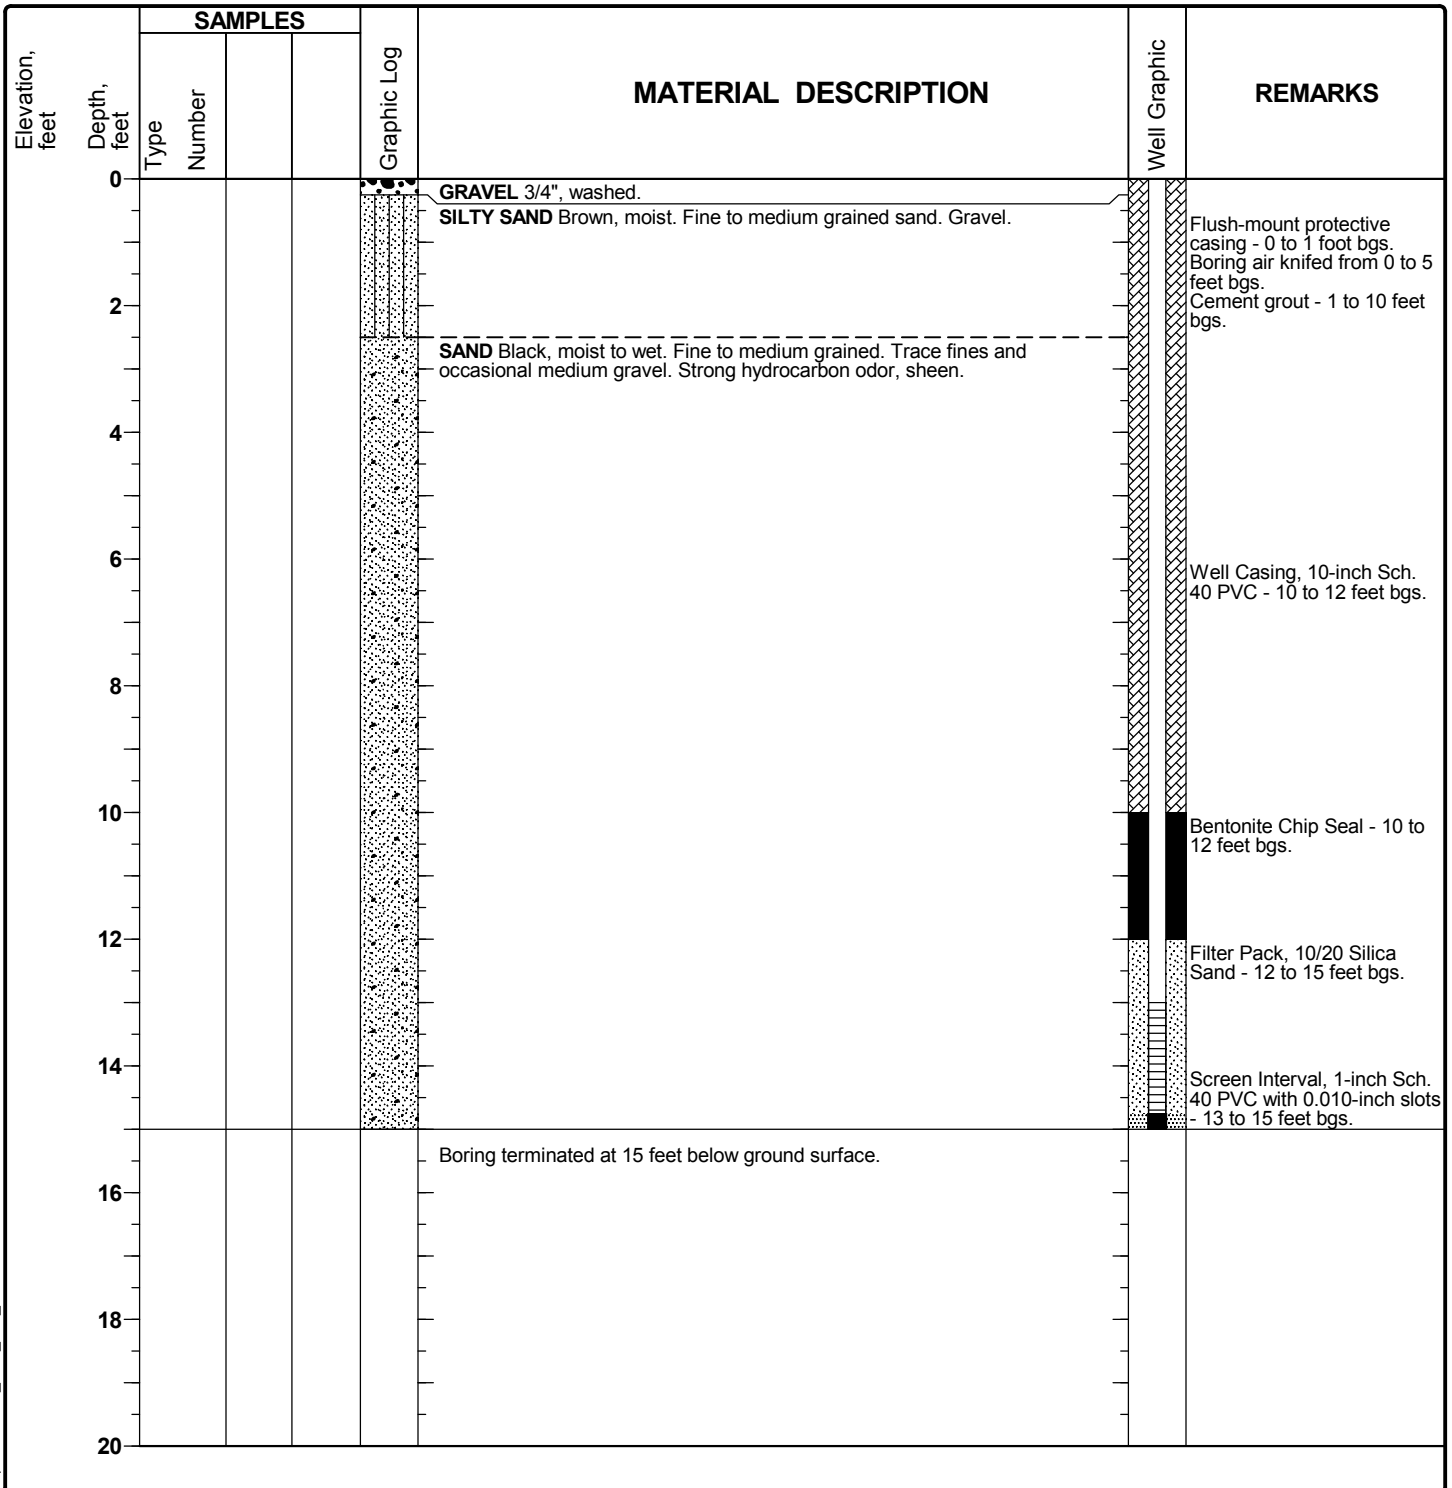 SAMPLES
Elevation,
feet
Depth,
feet
Type
Number
Graphic Log
MATERIAL DESCRIPTION
Well Graphic
REMARKS
0
GRAVEL 3/4", washed.
SILTY SAND Brown, moist. Fine to medium grained sand. Gravel.
Flush-mount protective
casing - 0 to 1 foot bgs.
Boring air knifed from 0 to 5
feet bgs.
Cement grout - 1 to 10 feet
bgs.
2
SAND Black, moist to wet. Fine to medium grained. Trace fines and
occasional medium gravel. Strong hydrocarbon odor, sheen.
4
6
Well Casing, 10-inch Sch.
40 PVC - 10 to 12 feet bgs.
8
10
Bentonite Chip Seal - 10 to
12 feet bgs.
12
Filter Pack, 10/20 Silica
Sand - 12 to 15 feet bgs.
14
Screen Interval, 1-inch Sch.
40 PVC with 0.010-inch slots
- 13 to 15 feet bgs.
Boring terminated at 15 feet below ground surface.
16
18
20